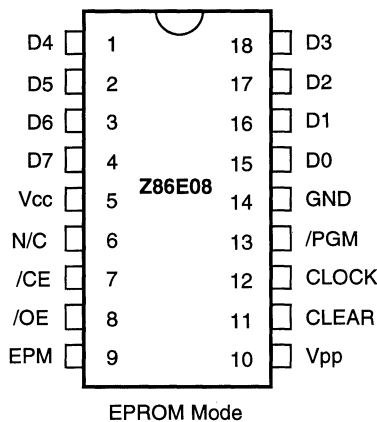 D4 1 18 D3
D5 2 17 D2
D6 3 16 D1
D7 4 15 D0
Z86E08
Vcc 5 14 GND
N/C 6 13 /PGM
/CE 7 12 CLOCK
/OE 8 11 CLEAR
EPM 9 10 Vpp
EPROM Mode